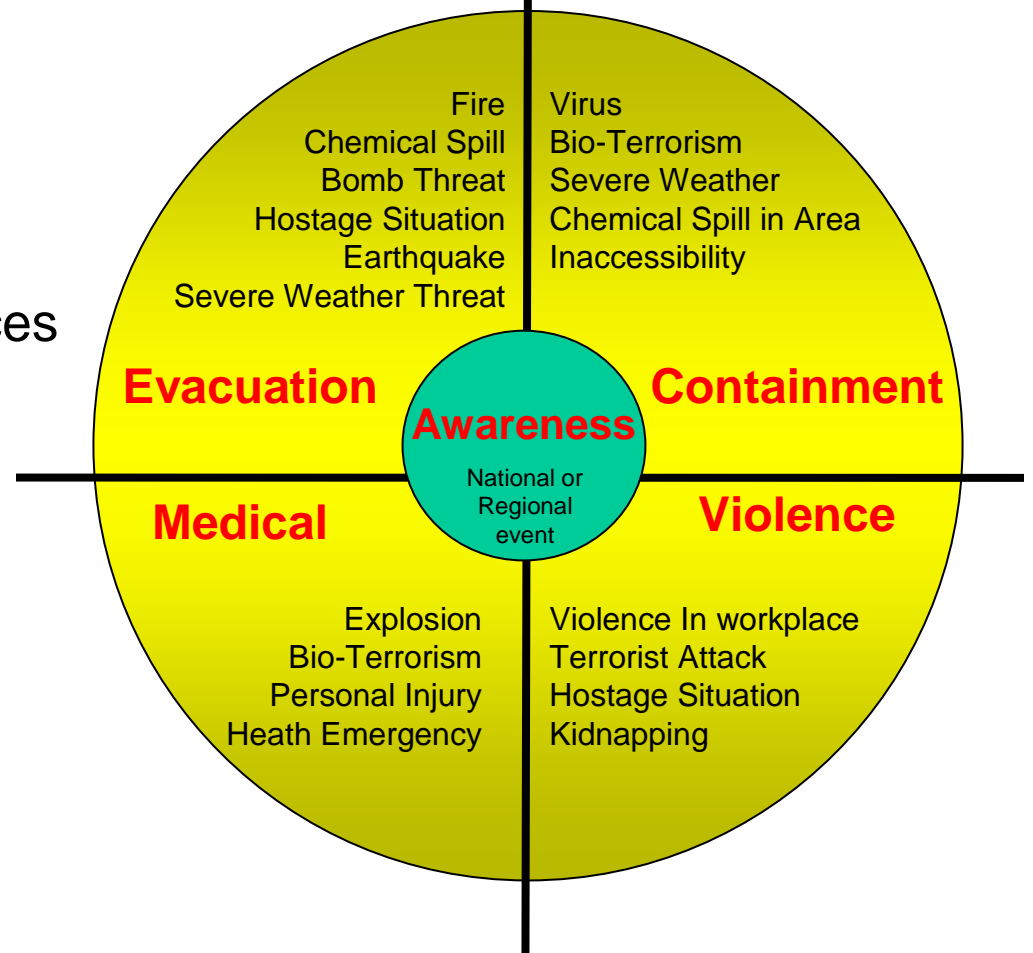 Fire
Chemical Spill
Bomb Threat
Hostage Situation
Earthquake
Severe Weather Threat
Evacuation
Virus
Bio-Terrorism
Severe Weather
Chemical Spill in Area
Inaccessibility
Containment
Awareness
National or
Regional
event
Medical
Explosion
Bio-Terrorism
Personal Injury
Heath Emergency
Violence
Violence In workplace
Terrorist Attack
Hostage Situation
Kidnapping